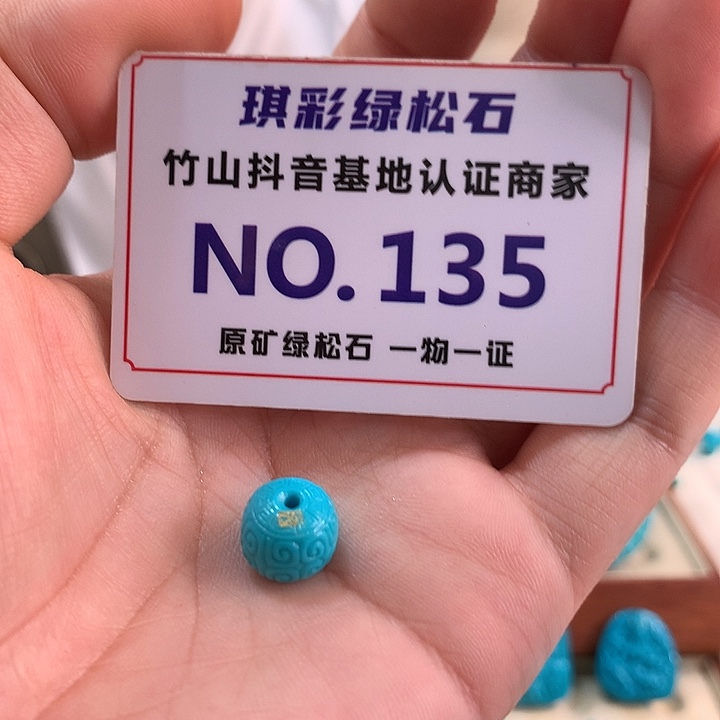 琪彩绿松石
竹山抖音基地认证商家
NO.135
原矿绿松石 一物一证